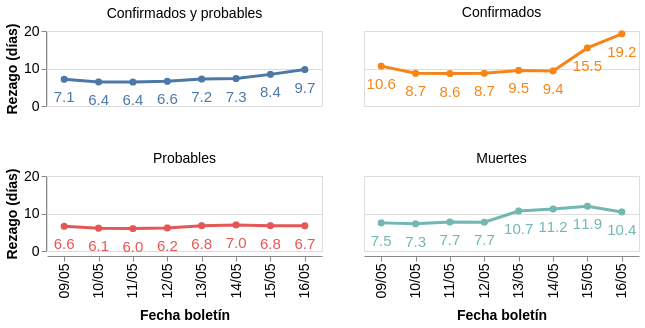 Confirmados y probables
Rezago (días)
20
10
0
7.1 6.4 6.4 6.6 7.2 7.3 8.4 9.7
Confirmados
10.6 8.7 8.6 8.7 9.5 9.4 15.5 19.2
Probables
Rezago (días)
20
10
0
6.6 6.1 6.0 6.2 6.8 7.0 6.8 6.7
09/05 10/05 11/05 12/05 13/05 14/05 15/05 16/05
Fecha boletín
Muertes
7.5 7.3 7.7 7.7 10.7 11.2 11.9 10.4
09/05 10/05 11/05 12/05 13/05 14/05 15/05 16/05
Fecha boletín